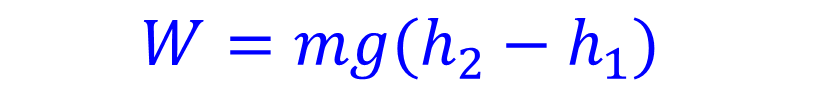 W = mg(h₂ − h₁)